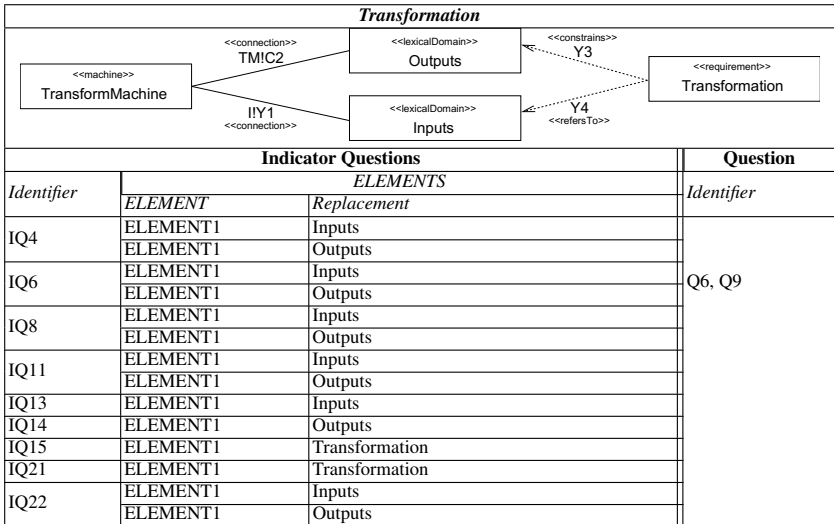 Transformation
<<machine>>
TransformMachine
<<connection>>
TM!C2
I!Y1
<<connection>>
<<lexicalDomain>>
Outputs
<<lexicalDomain>>
Inputs
<<constrains>>
Y3
Y4
<<refersTo>>
<<requirement>>
Transformation
Indicator Questions Question
Identifier ELEMENTS Identifier
ELEMENT Replacement
IQ4 ELEMENT1 Inputs
ELEMENT1 Outputs
IQ6 ELEMENT1 Inputs
ELEMENT1 Outputs
Q6, Q9
IQ8 ELEMENT1 Inputs
ELEMENT1 Outputs
IQ11 ELEMENT1 Inputs
ELEMENT1 Outputs
IQ13 ELEMENT1 Inputs
IQ14 ELEMENT1 Outputs
IQ15 ELEMENT1 Transformation
IQ21 ELEMENT1 Transformation
IQ22 ELEMENT1 Inputs
ELEMENT1 Outputs